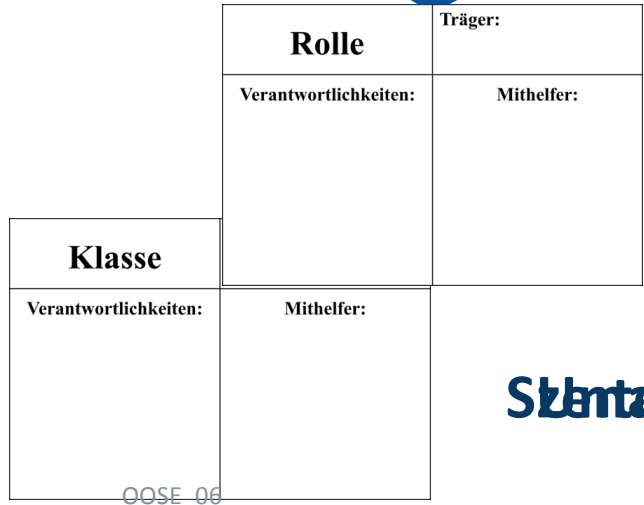 Rolle
Träger:
Verantwortlichkeiten:
Mithelfer:
Klasse
Verantwortlichkeiten:
Mithelfer:
OOSE 06